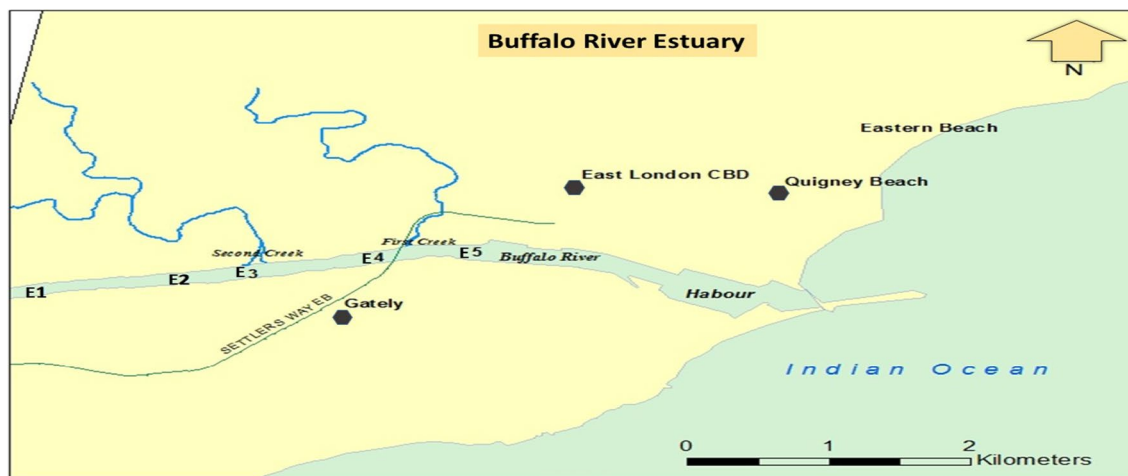 Buffalo River Estuary
N
Eastern Beach
East London CBD
Quigney Beach
First Creek
Second Creek
E1
E2
E3
E4
E5
Buffalo River
Habour
Gately
SETTLERS WAY EB
Indian Ocean
0 1 2
Kilometers